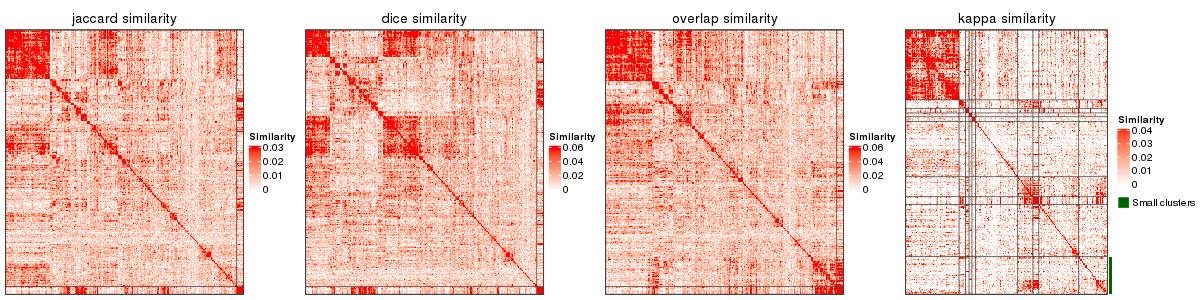 jaccard similarity
Similarity
0.03
0.02
0.01
0
dice similarity
Similarity
0.06
0.04
0.02
0
overlap similarity
Similarity
0.06
0.04
0.02
0
kappa similarity
Similarity
0.04
0.03
0.02
0.01
0
Small clusters